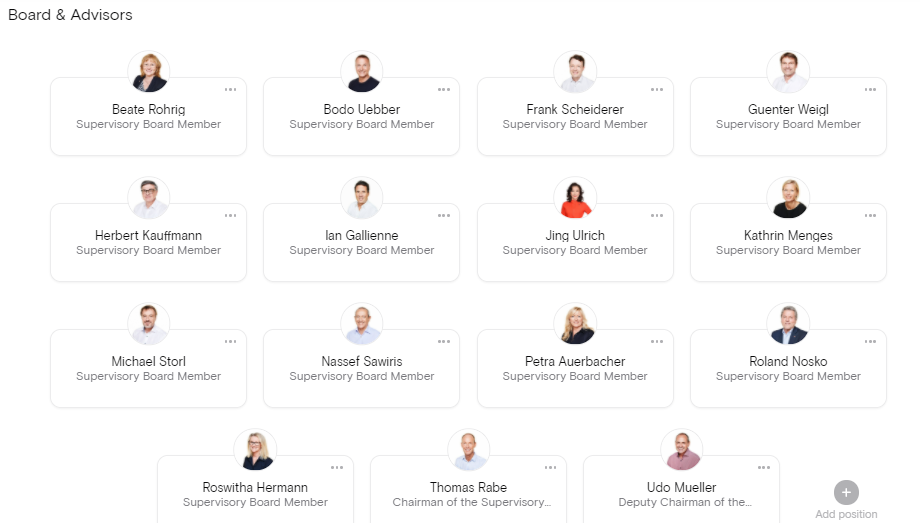 Board & Advisors
Beate Rohrig
Supervisory Board Member
Bodo Uebber
Supervisory Board Member
Frank Scheiderer
Supervisory Board Member
Guenter Weigl
Supervisory Board Member
Herbert Kauffmann
Supervisory Board Member
Ian Gallienne
Supervisory Board Member
Jing Ulrich
Supervisory Board Member
Kathrin Menges
Supervisory Board Member
Michael Storl
Supervisory Board Member
Nassef Sawiris
Supervisory Board Member
Petra Auerbacher
Supervisory Board Member
Roland Nosko
Supervisory Board Member
Roswitha Hermann
Supervisory Board Member
Thomas Rabe
Chairman of the Supervisory...
Udo Mueller
Deputy Chairman of the...
Add position